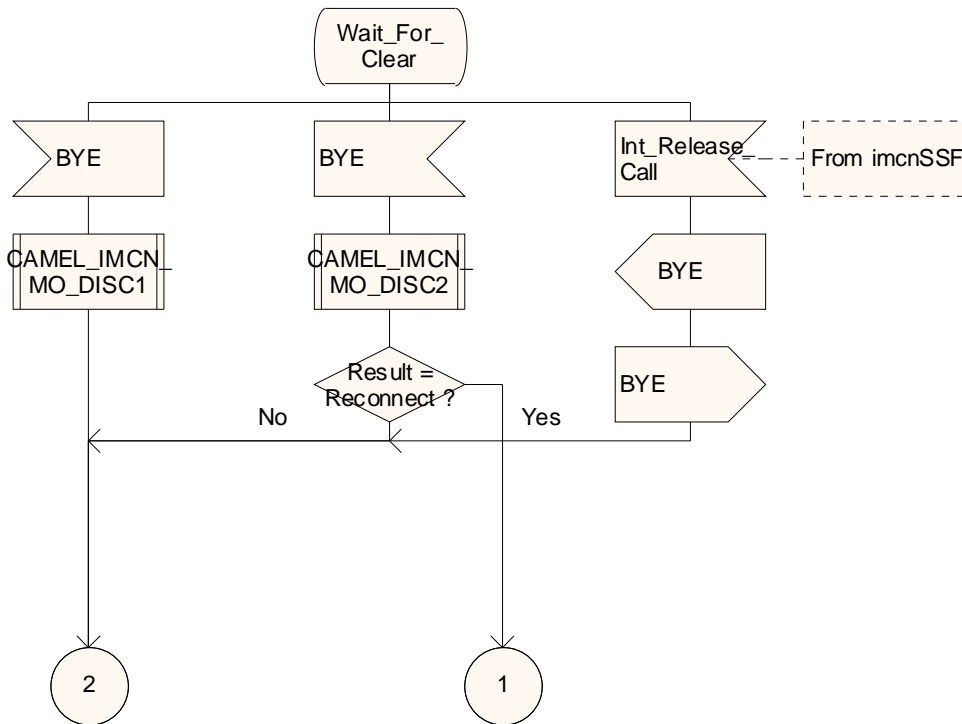 Wait_For_
Clear
BYE
BYE
Int_Release_
Call
From imcnSSF
CAMEL_IMCN_
MO_DISC1
CAMEL_IMCN_
MO_DISC2
BYE
Result =
Reconnect ?
BYE
No
Yes
2
1